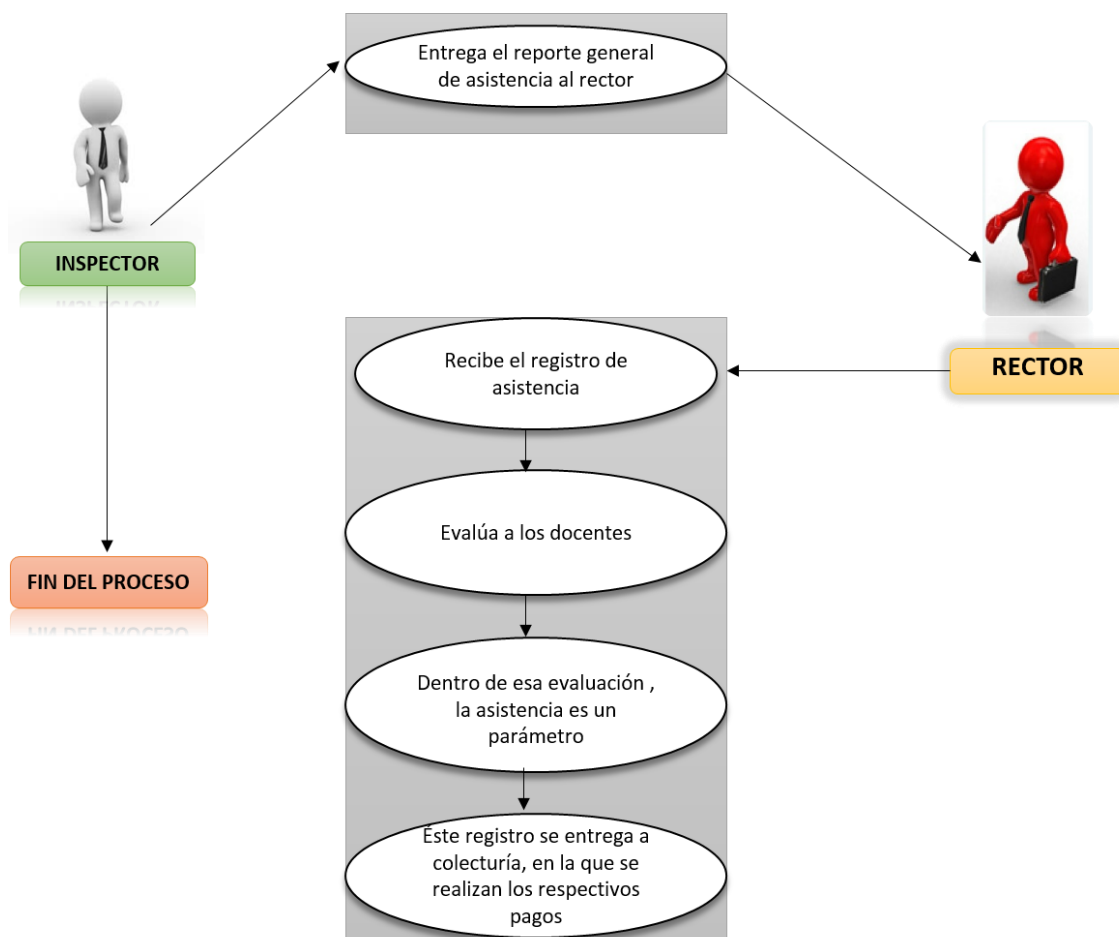 Entrega el reporte general
de asistencia al rector
INSPECTOR
RECTOR
Recibe el registro de
asistencia
Evalúa a los docentes
FIN DEL PROCESO
Dentro de esa evaluación ,
la asistencia es un
parámetro
Éste registro se entrega a
colecturía, en la que se
realizan los respectivos
pagos